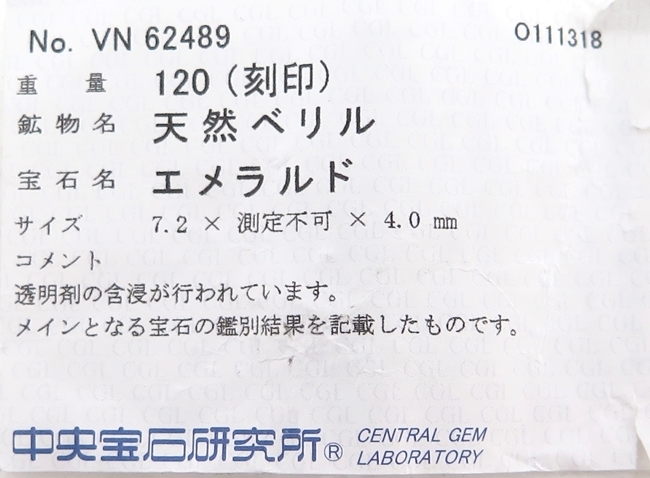 No. VN 62489 O111318
重 量 120 (刻印)
鉱物名 天然ベリル
宝石名 エメラルド
サイズ 7.2 × 測定不可 × 4.0 mm
コメント
透明剤の含浸が行われています。
メインとなる宝石の鑑別結果を記載したものです。
中央宝石研究所® CENTRAL GEM
LABORATORY